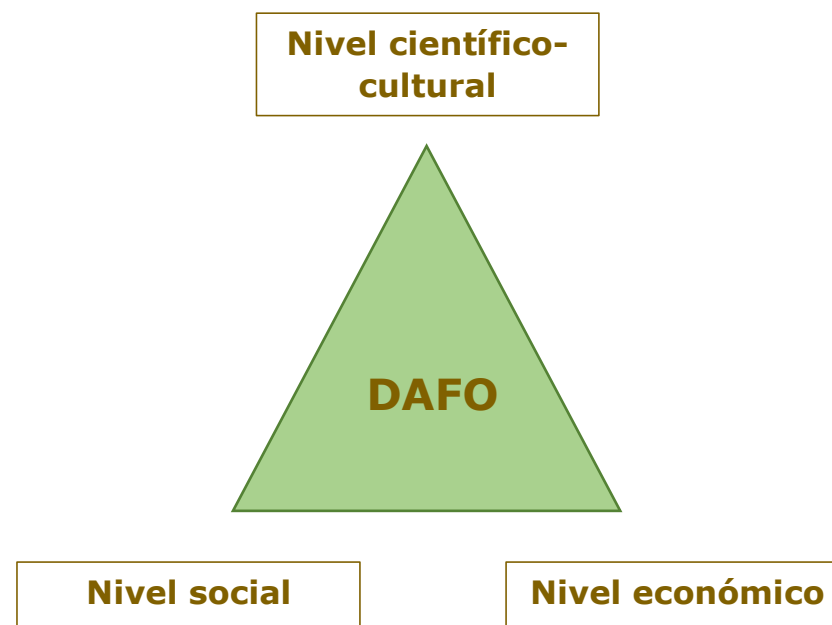 Nivel científico-
cultural
DAFO
Nivel social
Nivel económico